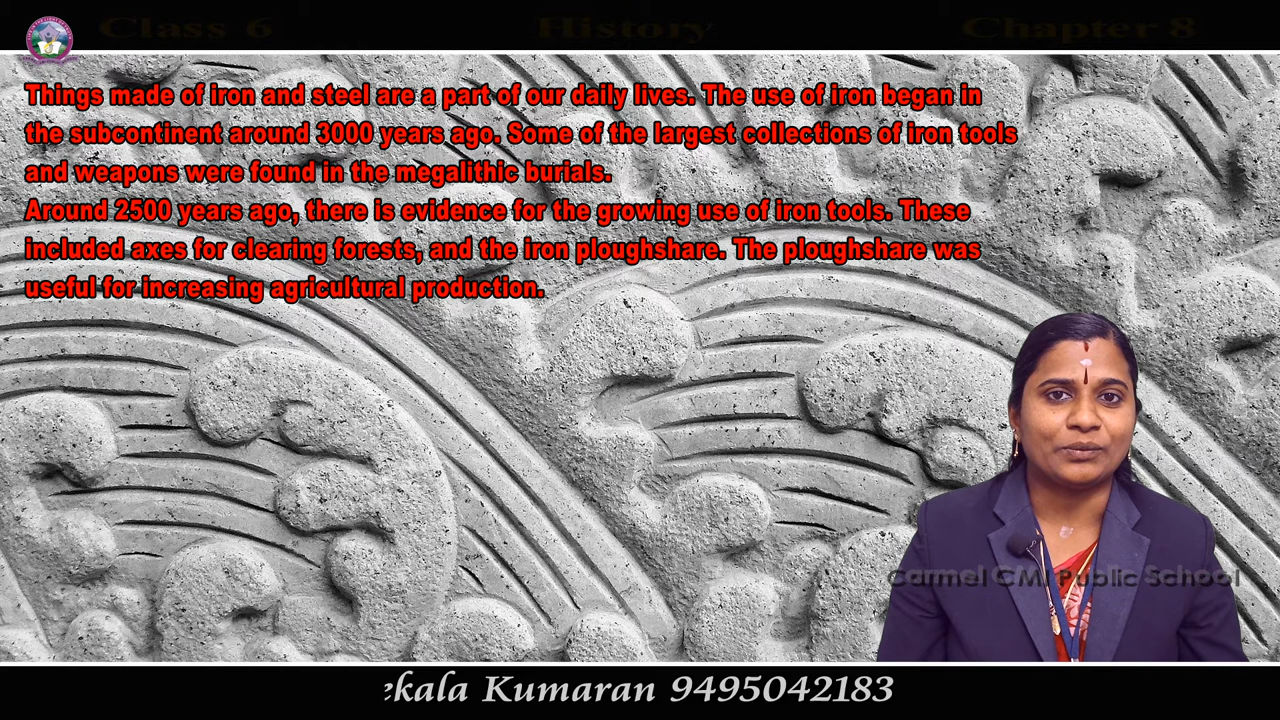 Class 6 History Chapter 8
Things made of iron and steel are a part of our daily lives. The use of iron began in
the subcontinent around 3000 years ago. Some of the largest collections of iron tools
and weapons were found in the megalithic burials.
Around 2500 years ago, there is evidence for the growing use of iron tools. These
included axes for clearing forests, and the iron ploughshare. The ploughshare was
useful for increasing agricultural production.
Carmel CMI Public School
Kumaran 9495042183